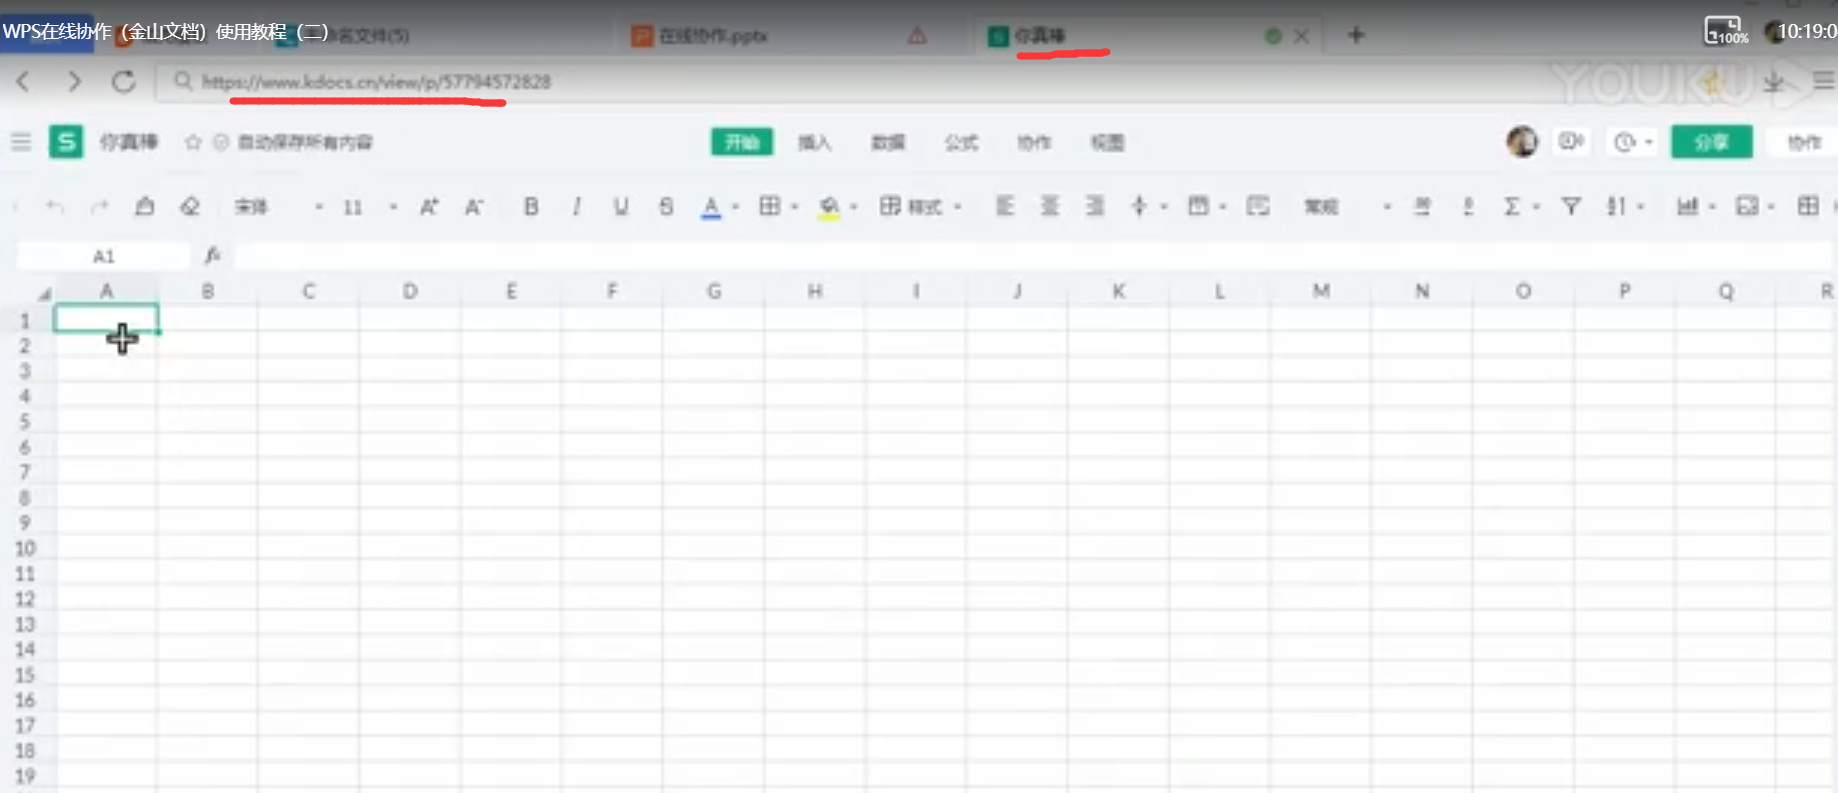 WPS在线协作（金山文档）使用教程（二）
名文件(5)
在线协作.pptx
你真棒
100%
10:19:0
https://www.kdocs.cn/view/p/57794572828
YOUKU
你真棒
自动保存所有内容
开始 插入 数据 公式 协作 视图
分享 协作
宋体 11 A⁺ A⁻ B I U S A 样式 常规 Σ
A1 fx
A B C D E F G H I J K L M N O P Q R
1
2
3
4
5
6
7
8
9
10
11
12
13
14
15
16
17
18
19